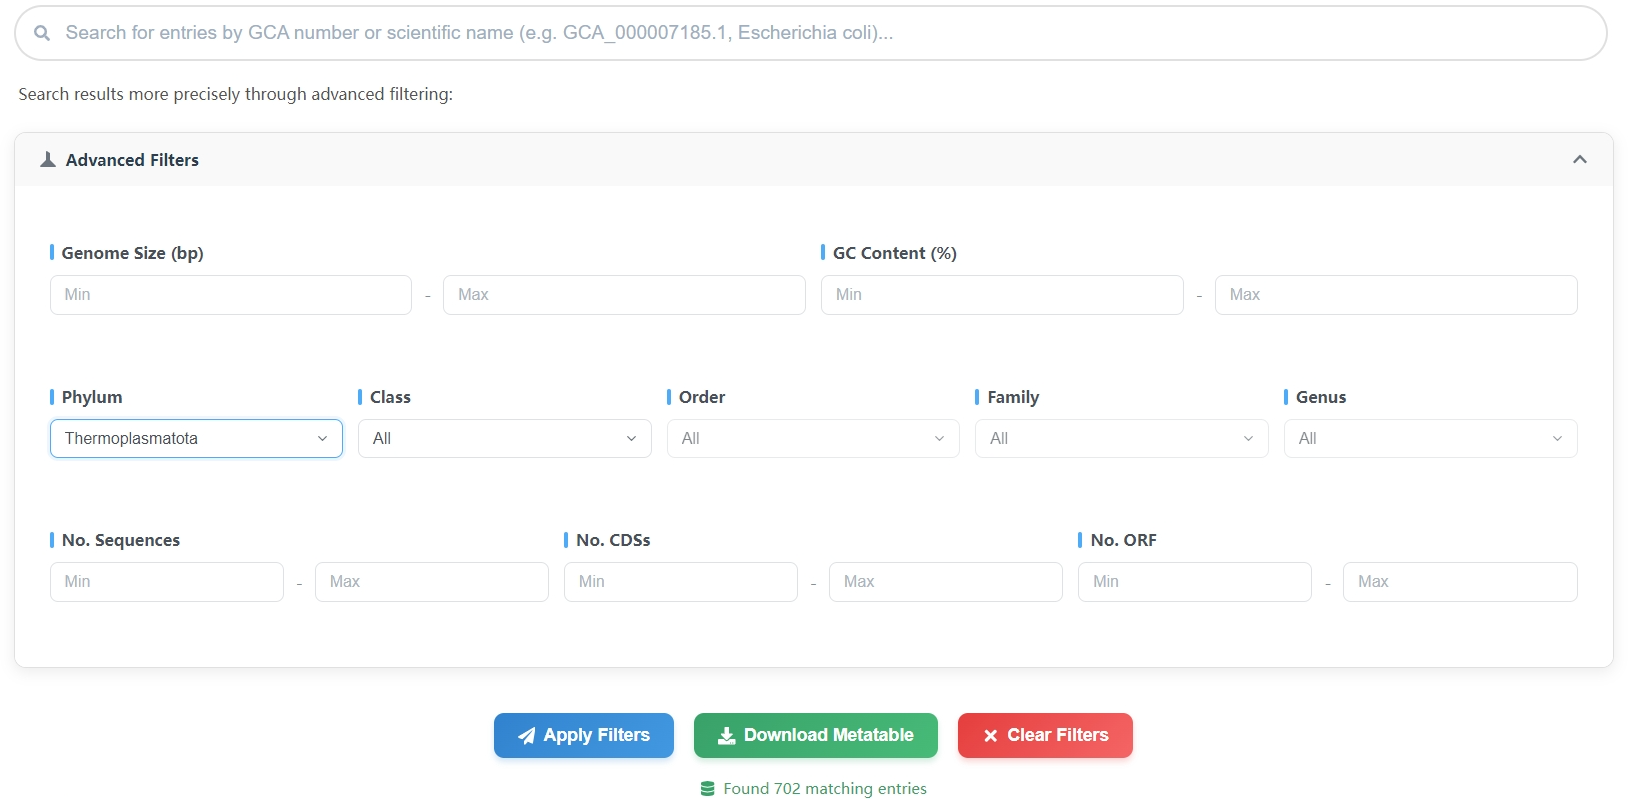 Search for entries by GCA number or scientific name (e.g. GCA_000007185.1, Escherichia coli)...
Search results more precisely through advanced filtering:
Advanced Filters
Genome Size (bp) GC Content (%)
Min - Max Min - Max
Phylum Class Order Family Genus
Thermoplasmatota All All All All
No. Sequences No. CDSs No. ORF
Min - Max Min - Max Min - Max
Apply Filters Download Metatable Clear Filters
Found 702 matching entries